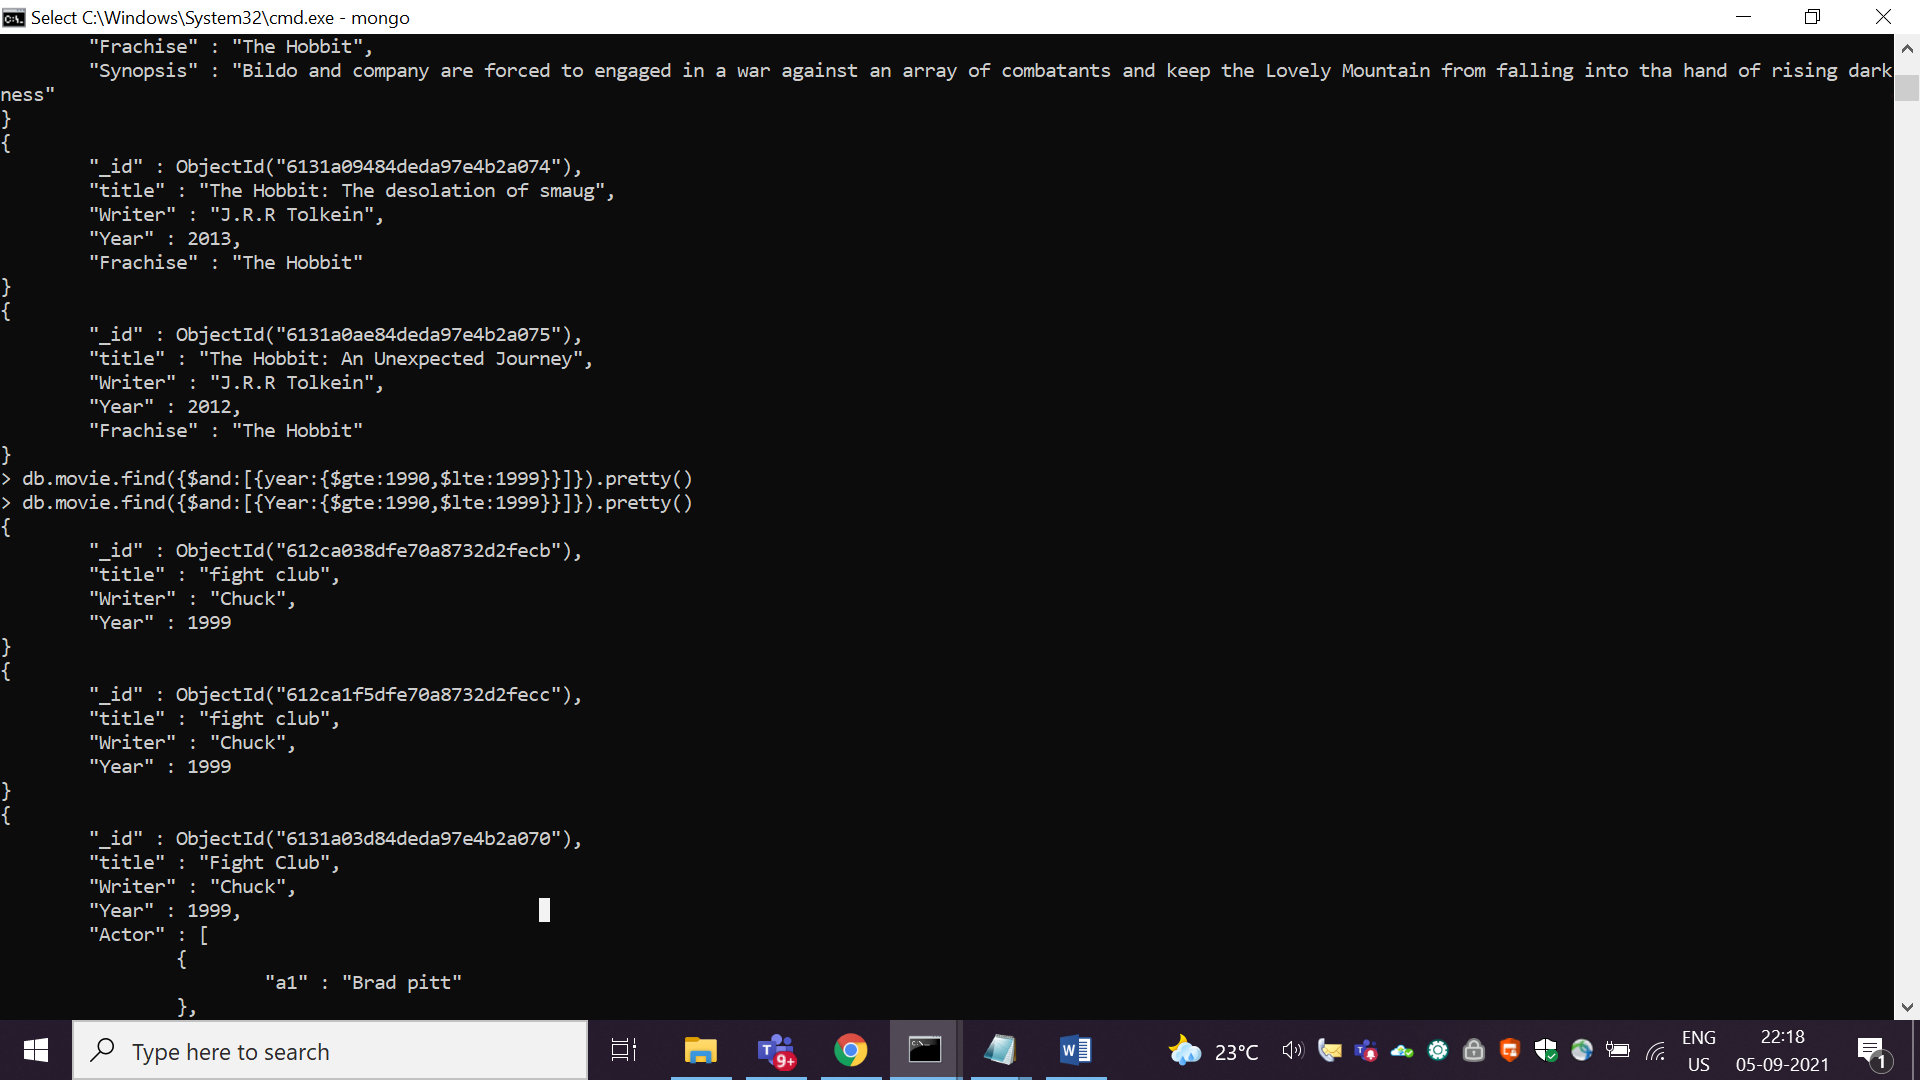 Select C:\Windows\System32\cmd.exe - mongo
"Frachise" : "The Hobbit",
"Synopsis" : "Bildo and company are forced to engaged in a war against an array of combatants and keep the Lovely Mountain from falling into tha hand of rising dark
ness"
}
{
"_id" : ObjectId("6131a09484deda97e4b2a074"),
"title" : "The Hobbit: The desolation of smaug",
"Writer" : "J.R.R Tolkein",
"Year" : 2013,
"Frachise" : "The Hobbit"
}
{
"_id" : ObjectId("6131a0ae84deda97e4b2a075"),
"title" : "The Hobbit: An Unexpected Journey",
"Writer" : "J.R.R Tolkein",
"Year" : 2012,
"Frachise" : "The Hobbit"
}
> db.movie.find({$and:[{year:{$gte:1990,$lte:1999}}]}).pretty()
> db.movie.find({$and:[{Year:{$gte:1990,$lte:1999}}]}).pretty()
{
"_id" : ObjectId("612ca038dfe70a8732d2fecb"),
"title" : "fight club",
"Writer" : "Chuck",
"Year" : 1999
}
{
"_id" : ObjectId("612ca1f5dfe70a8732d2fecc"),
"title" : "fight club",
"Writer" : "Chuck",
"Year" : 1999
}
{
"_id" : ObjectId("6131a03d84deda97e4b2a070"),
"title" : "Fight Club",
"Writer" : "Chuck",
"Year" : 1999,
"Actor" : [
{
"a1" : "Brad pitt"
},
Type here to search
9+
23°C
ENG
US
22:18
05-09-2021
1